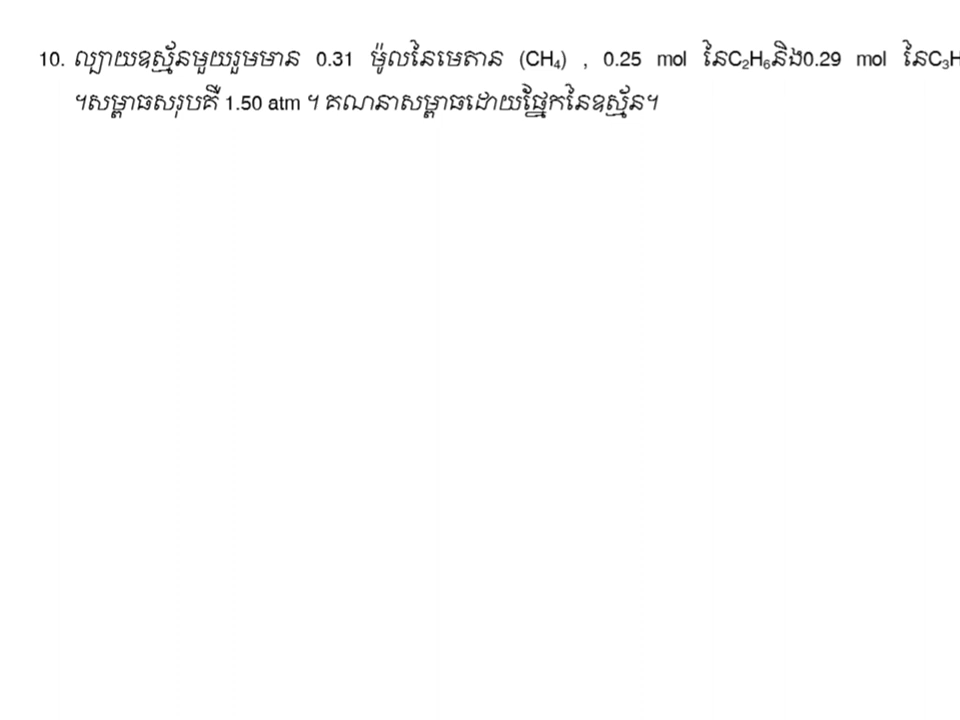 10. ល្បាយឧស្ម័នមួយរួមមាន 0.31 ម៉ូលនៃមេតាន (CH₄) , 0.25 mol នៃC₂H₆និង0.29 mol នៃC₃H
។សម្ពាធសរុបគឺ 1.50 atm ។ គណនាសម្ពាធដោយផ្នែកនៃឧស្ម័ន។